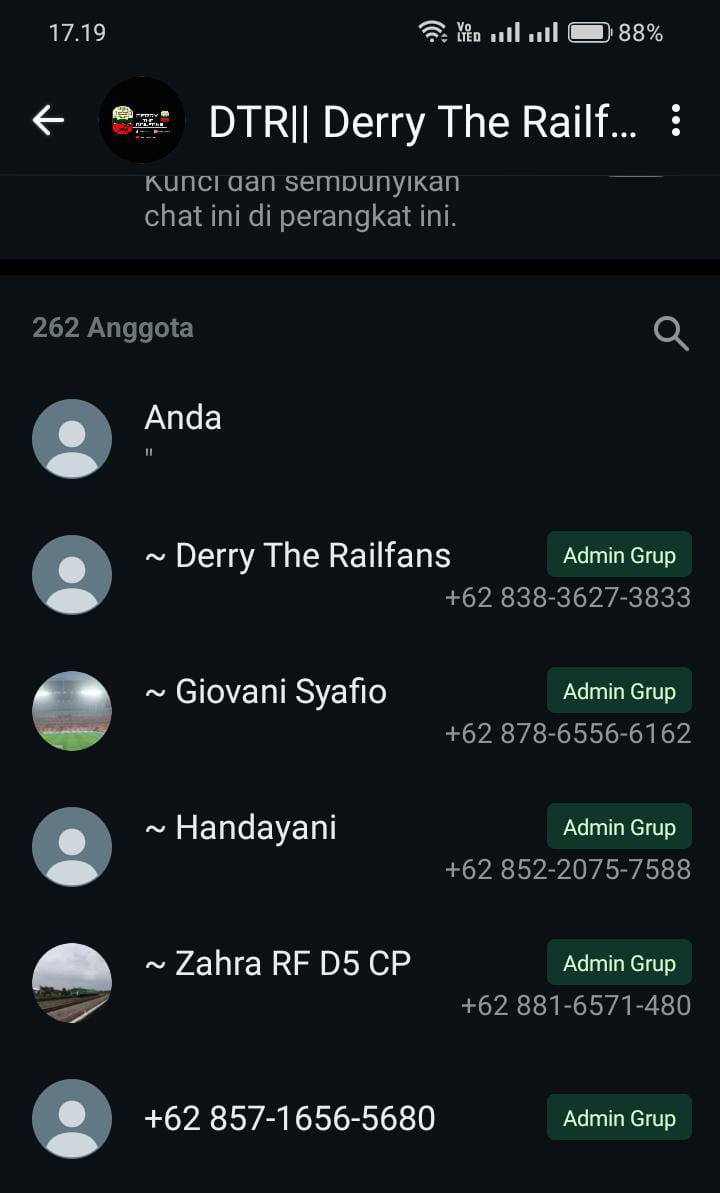 17.19
Vo LTED
88%
DTR|| Derry The Railf...
Kunci dan sembunyikan
chat ini di perangkat ini.
262 Anggota
Anda
"
~ Derry The Railfans
Admin Grup
+62 838-3627-3833
~ Giovani Syafio
Admin Grup
+62 878-6556-6162
~ Handayani
Admin Grup
+62 852-2075-7588
~ Zahra RF D5 CP
Admin Grup
+62 881-6571-480
+62 857-1656-5680
Admin Grup